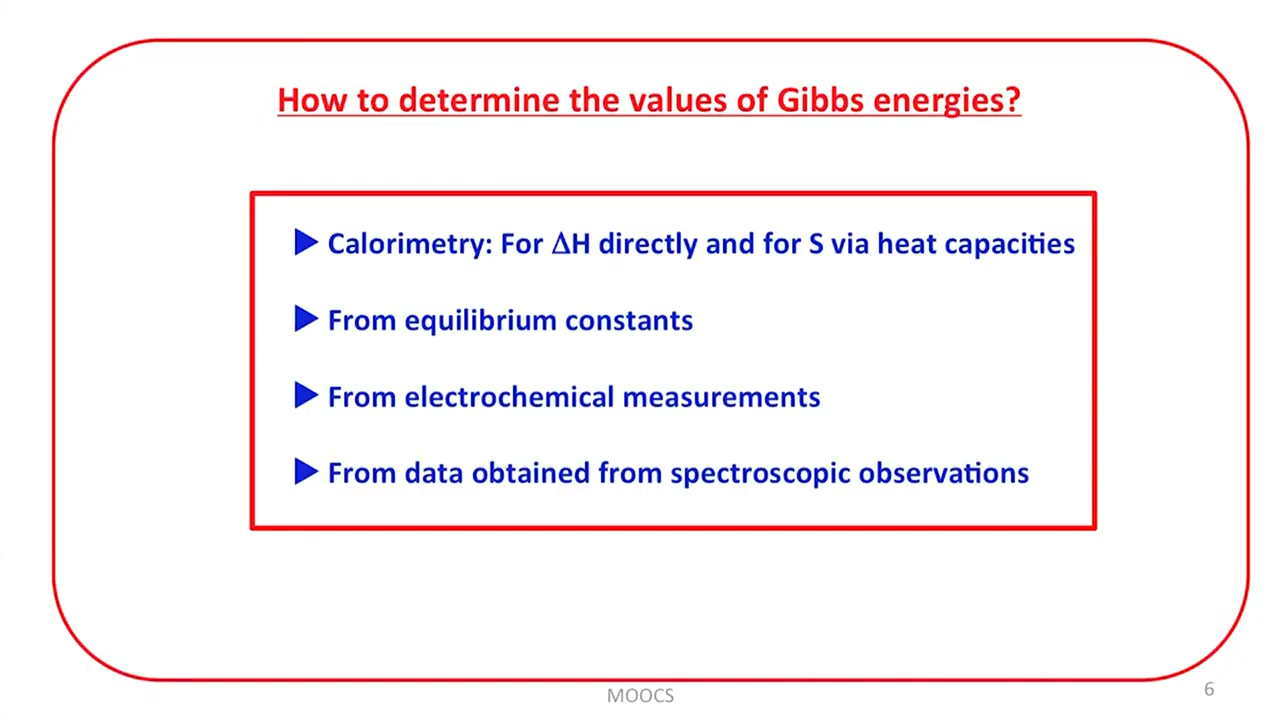 How to determine the values of Gibbs energies?
▶ Calorimetry: For ΔH directly and for S via heat capacities
▶ From equilibrium constants
▶ From electrochemical measurements
▶ From data obtained from spectroscopic observations
MOOCS
6